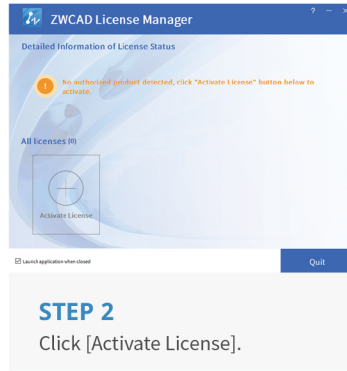 ZWCAD License Manager
? — ×
Detailed Information of License Status
No authorised product detected, click "Activate License" button below to
activate.
All licenses (0)
Activate License
Launch application when closed
Quit
STEP 2
Click [Activate License].